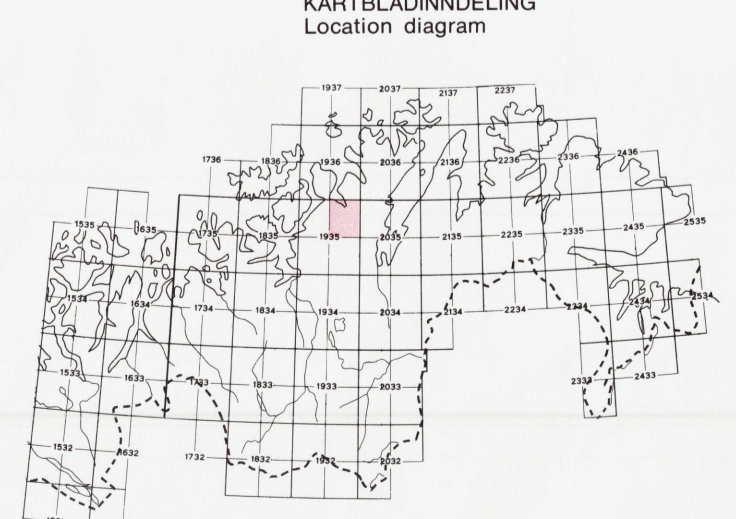 KARTBLADINNDELING
Location diagram
1937 2037 2137 2237
1736 1836 1936 2036 2136 2236 2336 2436
1535 1635 1735 1835 1935 2035 2135 2235 2335 2435 2535
1534 1634 1734 1834 1934 2034 2134 2234 2334 2434 2534
1533 1633 1733 1833 1933 2033 2333 2433
1532 1632 1732 1832 1932 2032